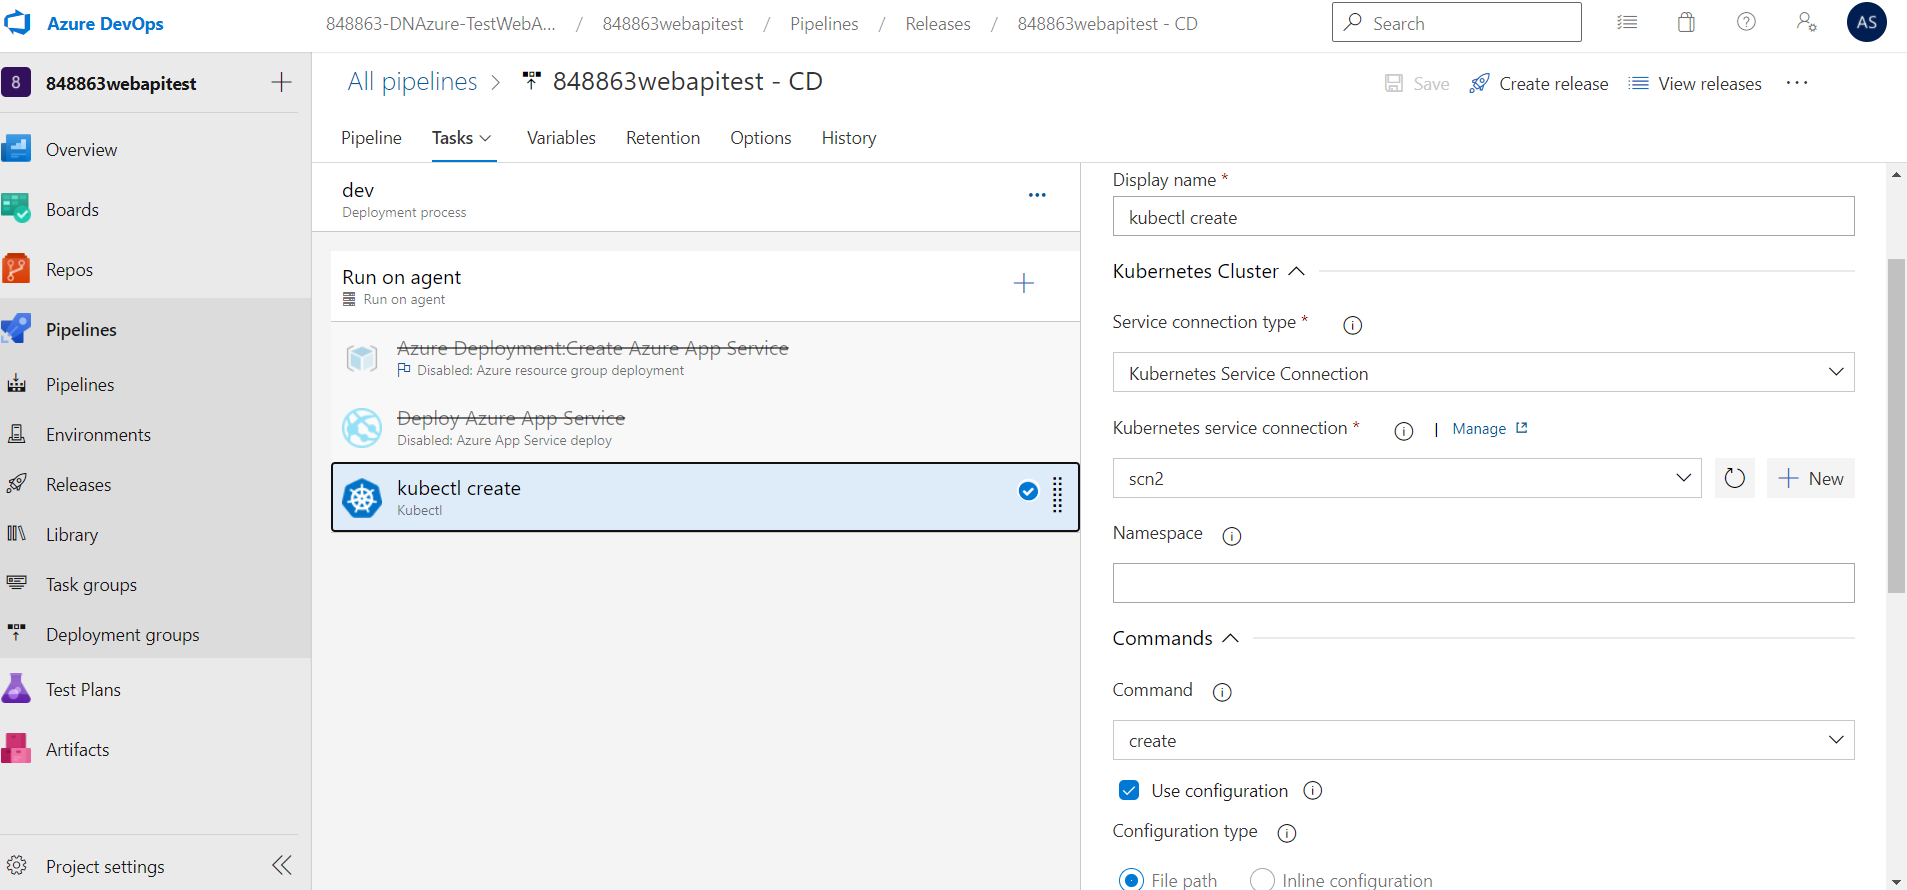 Azure DevOps
848863-DNAzure-TestWebA... / 848863webapitest / Pipelines / Releases / 848863webapitest - CD
Search
AS
8
848863webapitest
Overview
Boards
Repos
Pipelines
Pipelines
Environments
Releases
Library
Task groups
Deployment groups
Test Plans
Artifacts
Project settings
All pipelines > 848863webapitest - CD
Save
Create release
View releases
Pipeline
Tasks
Variables
Retention
Options
History
dev
Deployment process
Run on agent
Run on agent
Azure Deployment:Create Azure App Service
Disabled: Azure resource group deployment
Deploy Azure App Service
Disabled: Azure App Service deploy
kubectl create
Kubectl
Display name *
kubectl create
Kubernetes Cluster
Service connection type *
Kubernetes Service Connection
Kubernetes service connection * | Manage
scn2
New
Namespace
Commands
Command
create
Use configuration
Configuration type
File path
Inline configuration